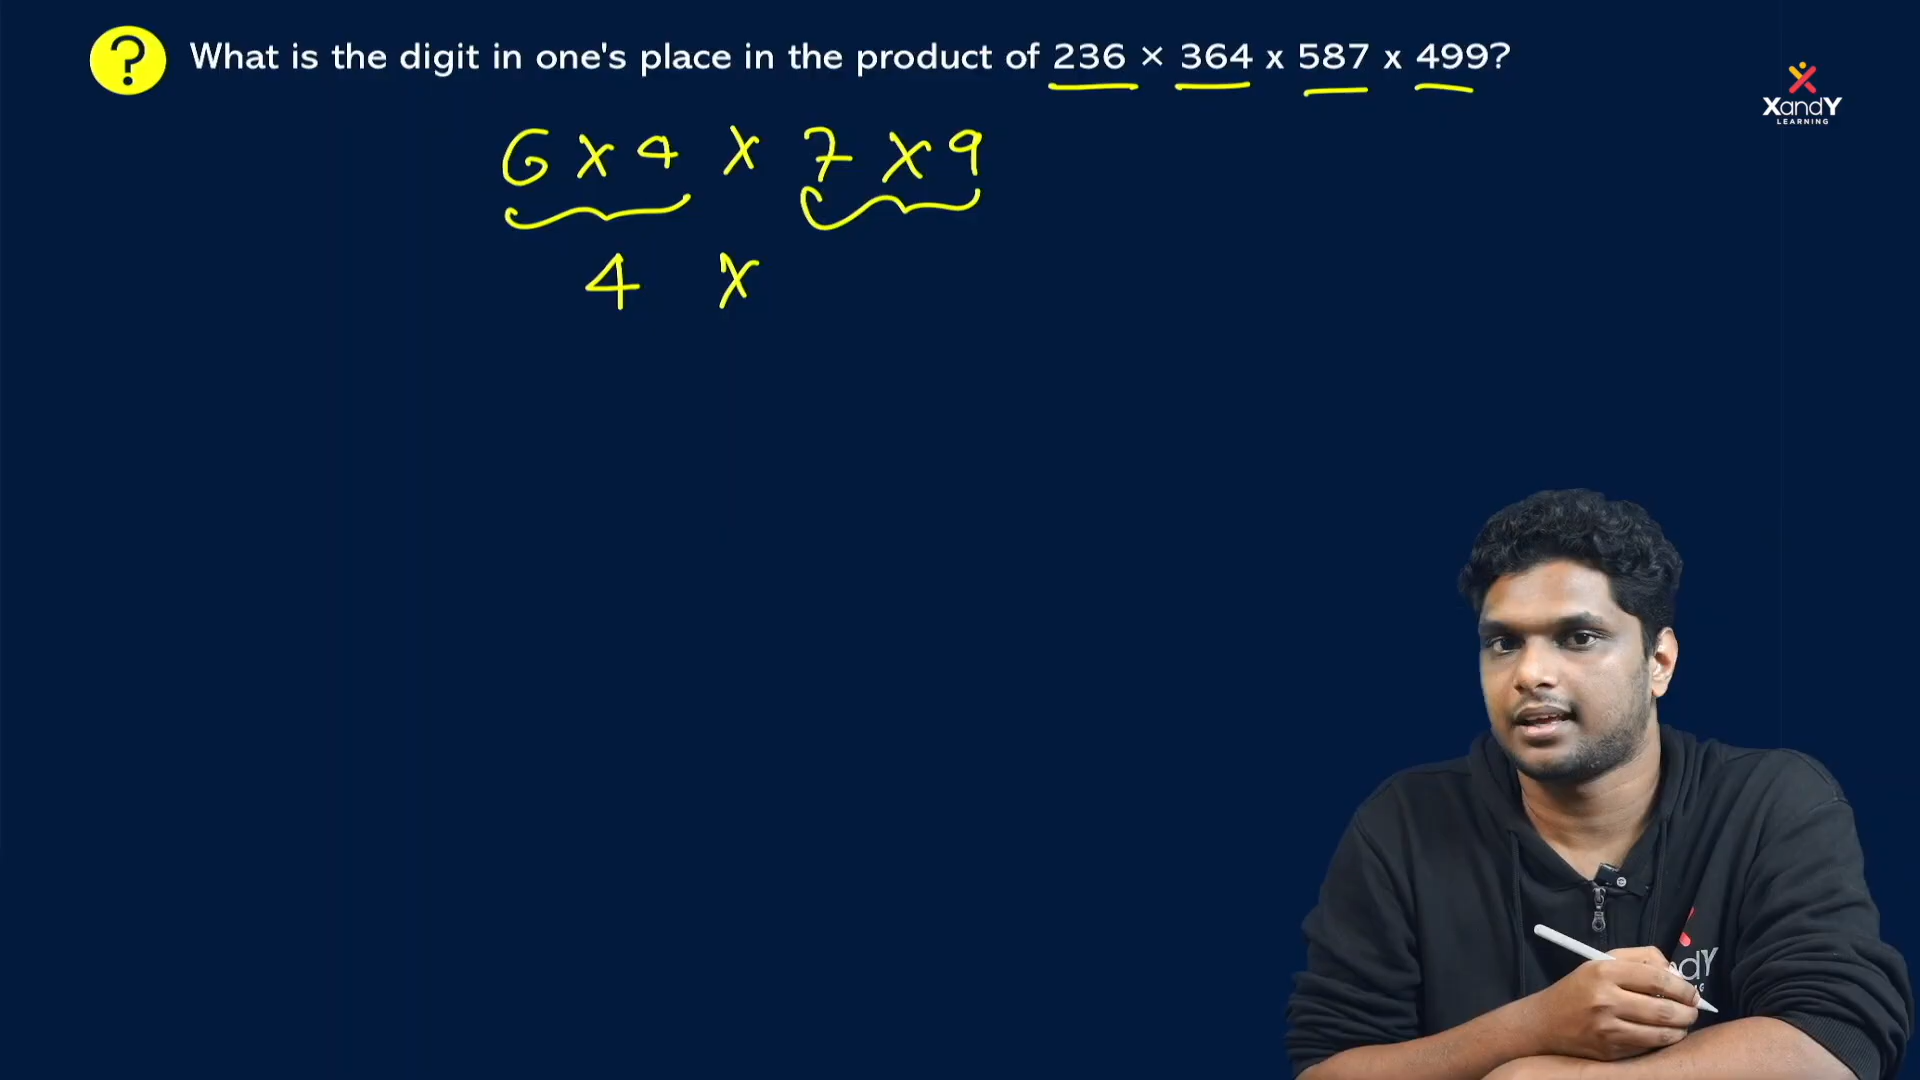 ? What is the digit in one's place in the product of 236 × 364 x 587 x 499?
XandY
LEARNING
6 x 4 x 7 x 9
4 x
ndY